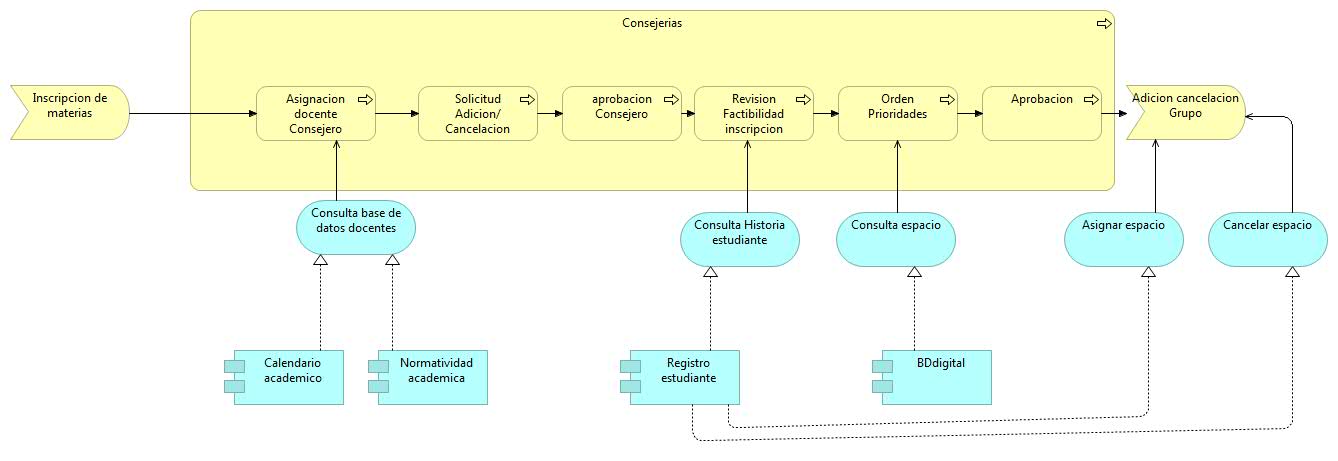 Consejerias
Inscripcion de
materias
Asignacion
docente
Consejero
Solicitud
Adicion/
Cancelacion
aprobacion
Consejero
Revision
Factibilidad
inscripcion
Orden
Prioridades
Aprobacion
Adicion cancelacion
Grupo
Consulta base de
datos docentes
Consulta Historia
estudiante
Consulta espacio
Asignar espacio
Cancelar espacio
Calendario
academico
Normatividad
academica
Registro
estudiante
BDdigital